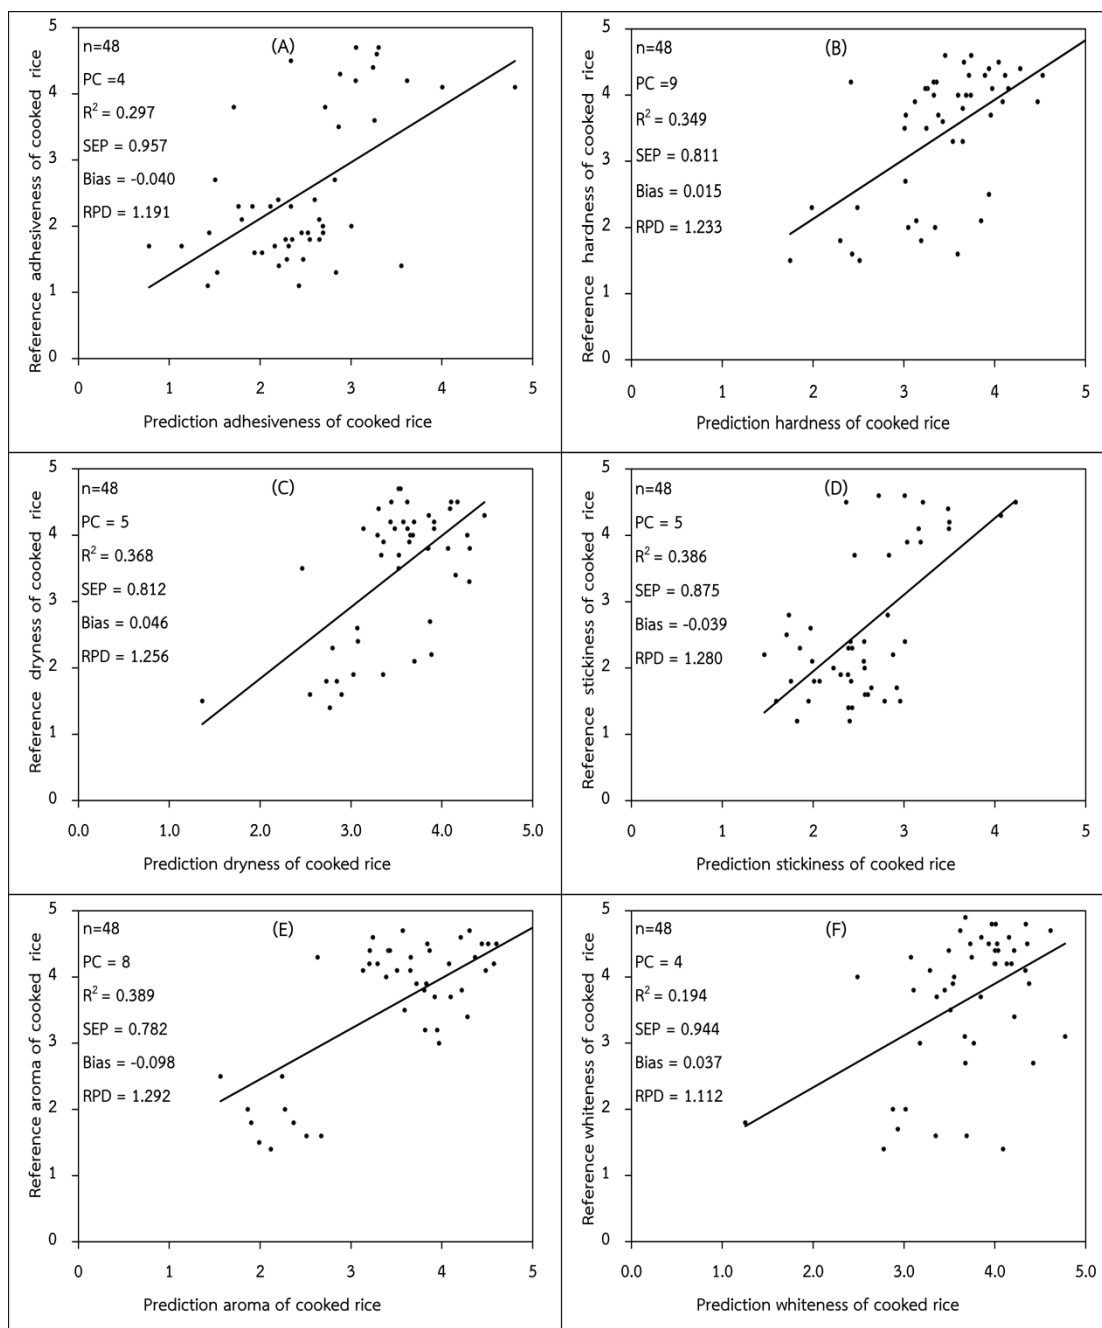 Reference adhesiveness of cooked rice
5
4
3
2
1
0
n=48
(A)
PC =4
R² = 0.297
SEP = 0.957
Bias = -0.040
RPD = 1.191
0 1 2 3 4 5
Prediction adhesiveness of cooked rice
Reference hardness of cooked rice
5
4
3
2
1
0
n=48
(B)
PC =9
R² = 0.349
SEP = 0.811
Bias = 0.015
RPD = 1.233
0 1 2 3 4 5
Prediction hardness of cooked rice
Reference dryness of cooked rice
5
4
3
2
1
0
n=48
(C)
PC = 5
R² = 0.368
SEP = 0.812
Bias = 0.046
RPD = 1.256
0.0 1.0 2.0 3.0 4.0 5.0
Prediction dryness of cooked rice
Reference stickiness of cooked rice
5
4
3
2
1
0
n=48
(D)
PC = 5
R² = 0.386
SEP = 0.875
Bias = -0.039
RPD = 1.280
0 1 2 3 4 5
Prediction stickiness of cooked rice
Reference aroma of cooked rice
5
4
3
2
1
0
n=48
(E)
PC = 8
R² = 0.389
SEP = 0.782
Bias = -0.098
RPD = 1.292
0 1 2 3 4 5
Prediction aroma of cooked rice
Reference whiteness of cooked rice
5
4
3
2
1
0
n=48
(F)
PC = 4
R² = 0.194
SEP = 0.944
Bias = 0.037
RPD = 1.112
0.0 1.0 2.0 3.0 4.0 5.0
Prediction whiteness of cooked rice